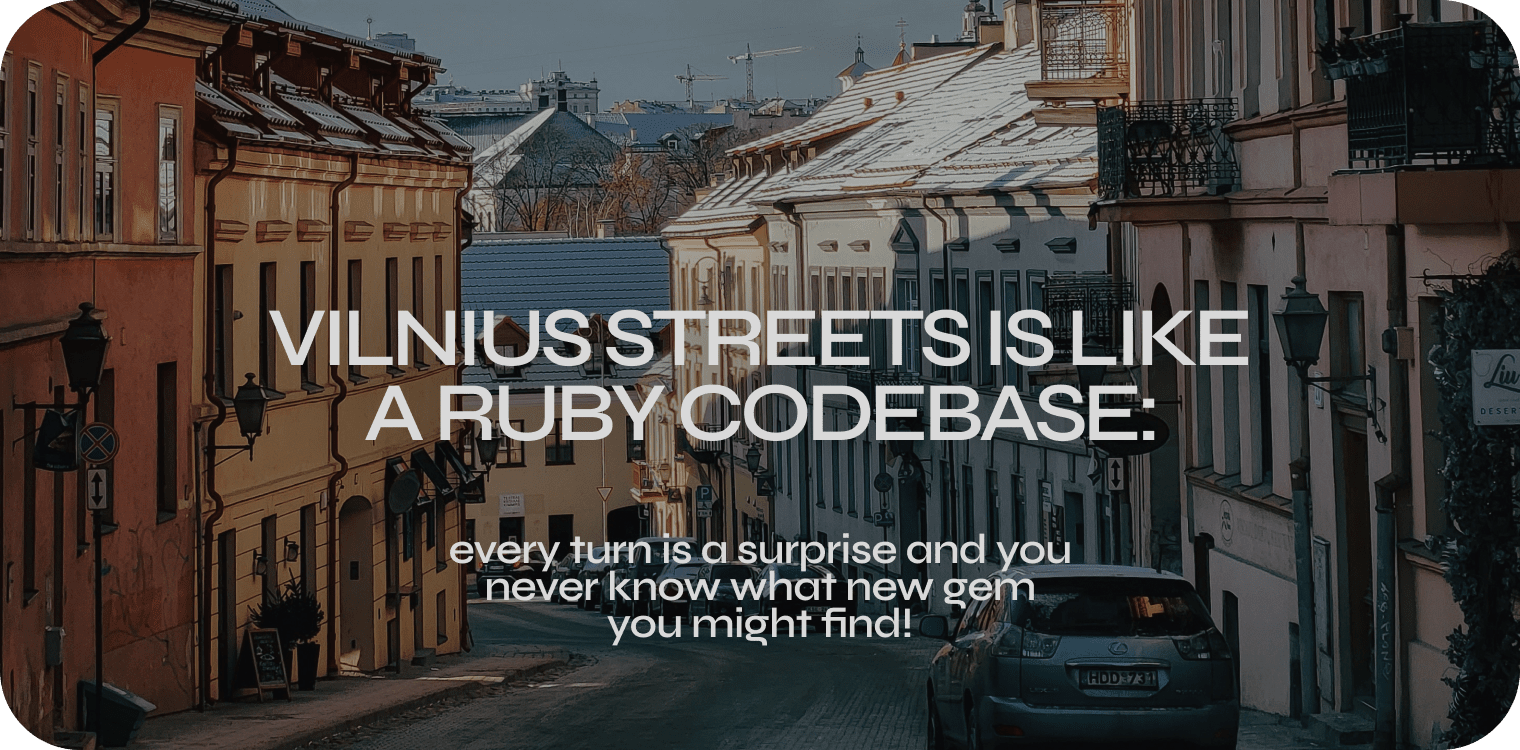 VILNIUS STREETS IS LIKE
A RUBY CODEBASE:
every turn is a surprise and you
never know what new gem
you might find!
HDD 731
P
Liu
DESER